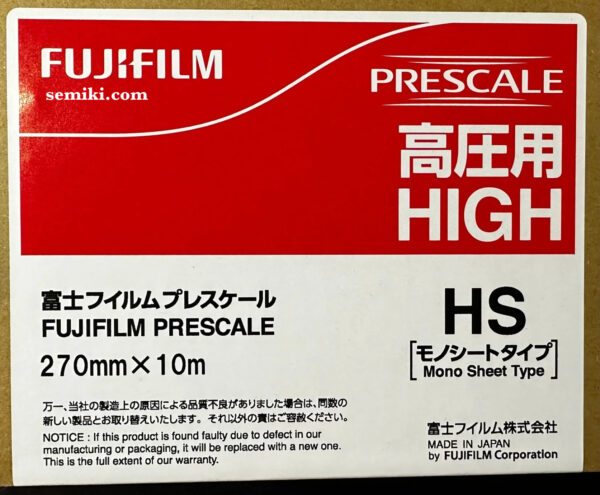 FUJIFILM
semiki.com
PRESCALE
高圧用
HIGH
富士フイルムプレスケール
FUJIFILM PRESCALE
270mm×10m
HS
[モノシートタイプ
Mono Sheet Type]
万一、当社の製造上の原因による品質不良がありました場合は、同数の
新しい製品とお取り替えいたします。それ以外の責はご容赦ください。
NOTICE : If this product is found faulty due to defect in our
manufacturing or packaging, it will be replaced with a new one.
This is the full extent of our warranty.
富士フイルム株式会社
MADE IN JAPAN
by FUJIFILM Corporation